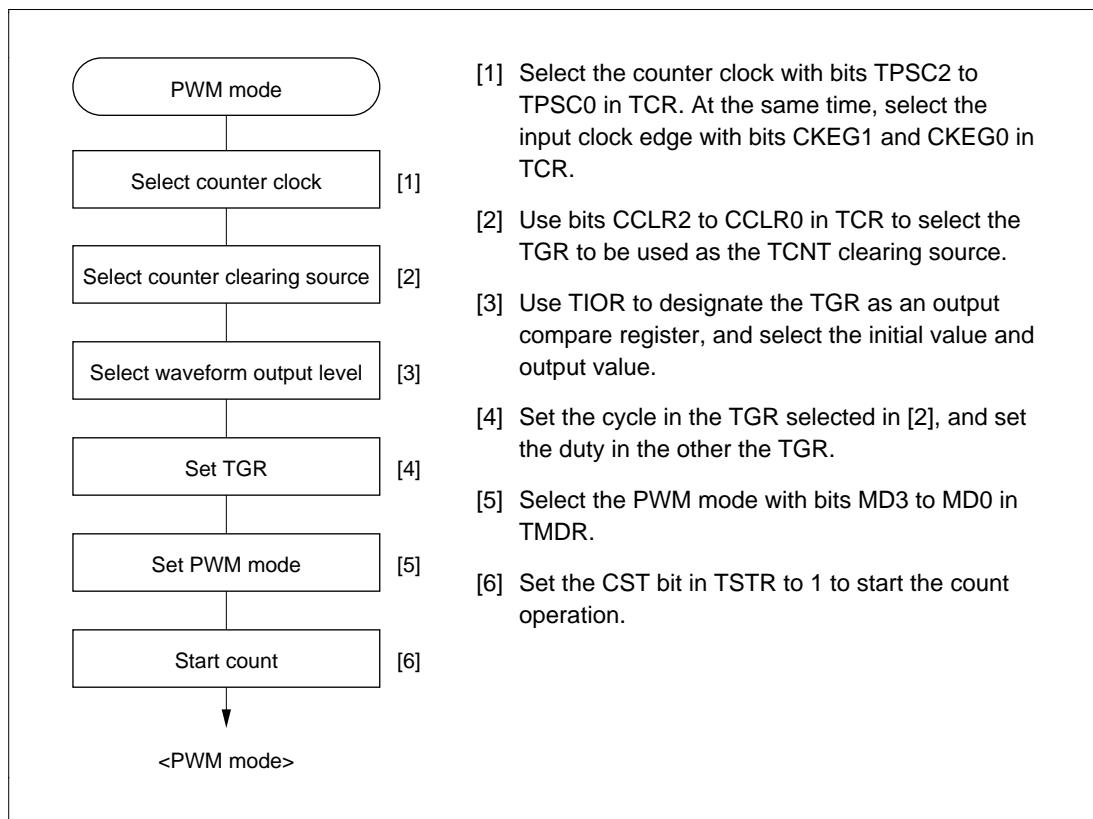 PWM mode
Select counter clock
[1]
Select counter clearing source
[2]
Select waveform output level
[3]
Set TGR
[4]
Set PWM mode
[5]
Start count
[6]
<PWM mode>
[1] Select the counter clock with bits TPSC2 to
TPSC0 in TCR. At the same time, select the
input clock edge with bits CKEG1 and CKEG0 in
TCR.
[2] Use bits CCLR2 to CCLR0 in TCR to select the
TGR to be used as the TCNT clearing source.
[3] Use TIOR to designate the TGR as an output
compare register, and select the initial value and
output value.
[4] Set the cycle in the TGR selected in [2], and set
the duty in the other the TGR.
[5] Select the PWM mode with bits MD3 to MD0 in
TMDR.
[6] Set the CST bit in TSTR to 1 to start the count
operation.